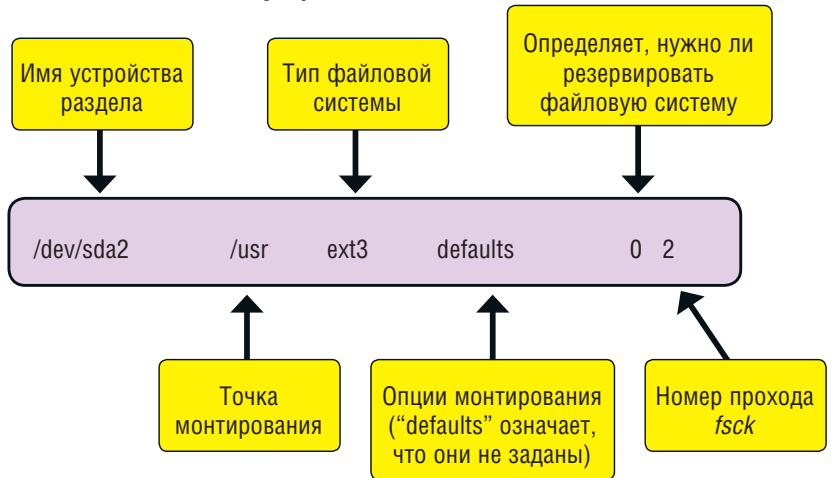 Имя устройства
раздела
Тип файловой
системы
Определяет, нужно ли
резервировать
файловую систему
/dev/sda2 /usr ext3 defaults 0 2
Точка
монтирования
Опции монтирования
(“defaults” означает,
что они не заданы)
Номер прохода
fsck